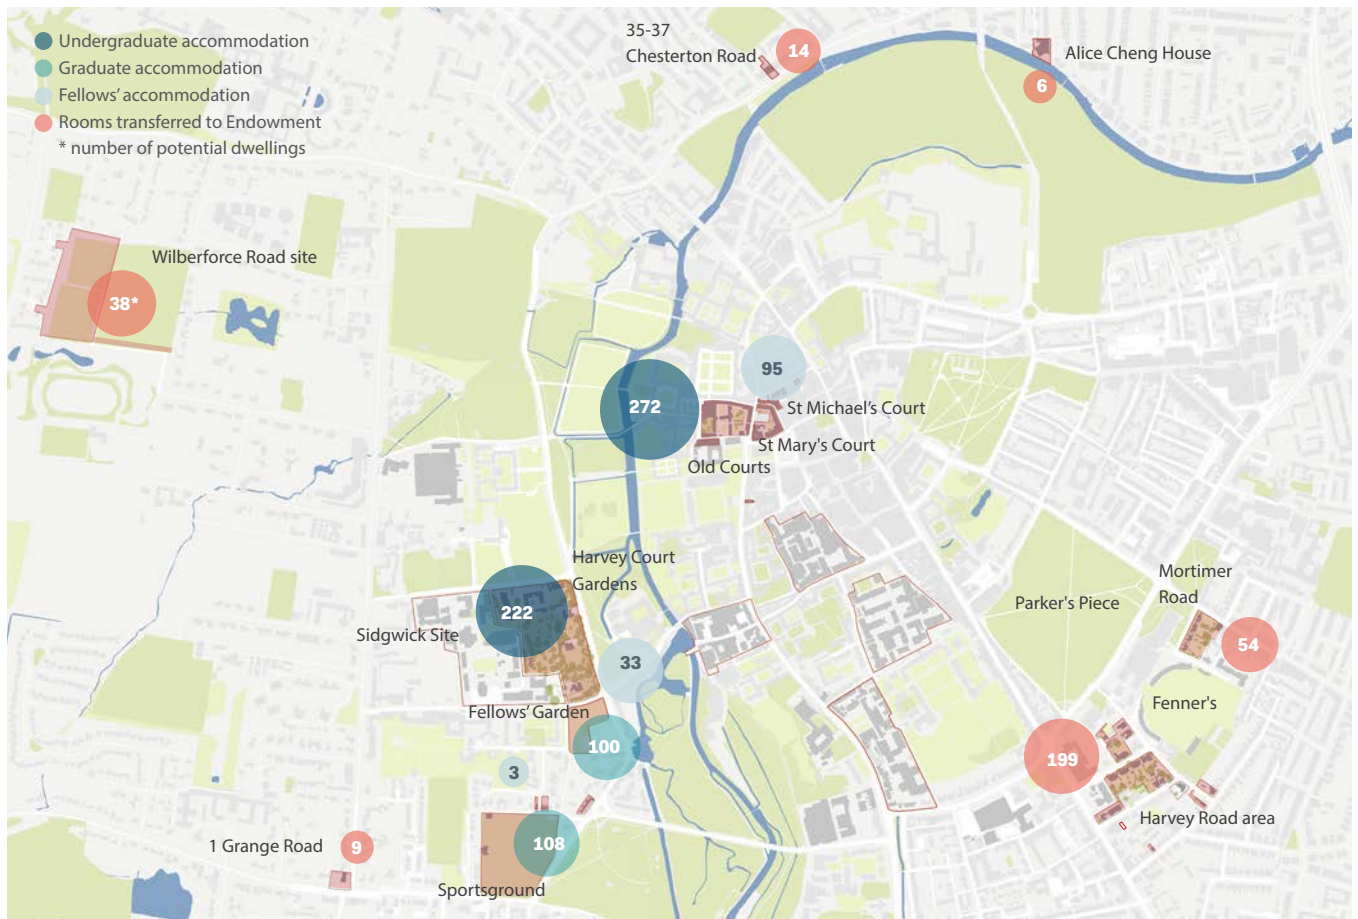 Undergraduate accommodation
Graduate accommodation
Fellows’ accommodation
Rooms transferred to Endowment
* number of potential dwellings
35-37
Chesterton Road
14
Alice Cheng House
6
Wilberforce Road site
38*
95
272
St Michael’s Court
St Mary's Court
Old Courts
Harvey Court
Gardens
222
Sidgwick Site
33
Fellows’ Garden
100
3
108
1 Grange Road
9
Sportsground
Parker's Piece
Mortimer
Road
54
Fenner's
199
Harvey Road area